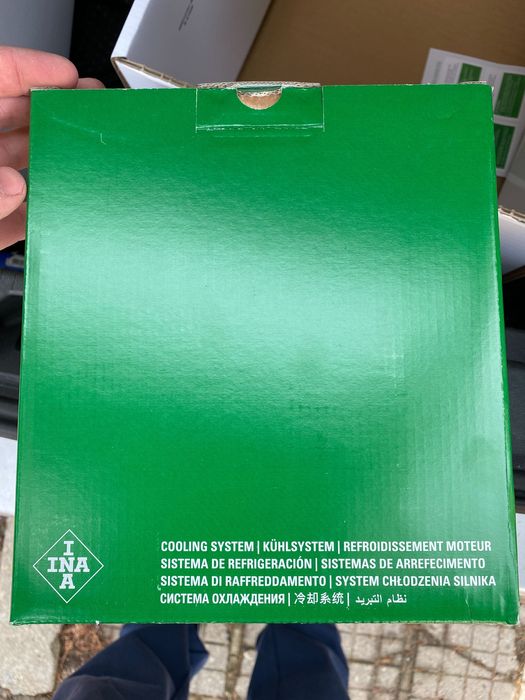 COOLING SYSTEM | KÜHLSYSTEM | REFROIDISSEMENT MOTEUR
SISTEMA DE REFRIGERACIÓN | SISTEMAS DE ARREFECIMENTO
SISTEMA DI RAFFREDDAMENTO | SYSTEM CHŁODZENIA SILNIKA
СИСТЕМА ОХЛАЖДЕНИЯ | 冷却系统 | نظام التبريد
INA